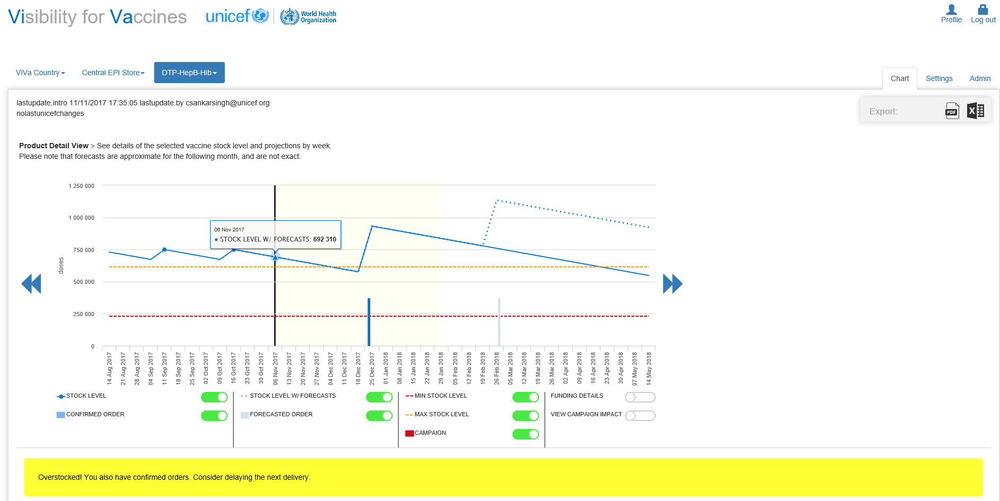 Visibility for Vaccines
unicef
World Health
Organization
Profile
Log out
ViVa Country
Central EPI Store
DTP-HepB-Hib
Chart
Settings
Admin
lastupdate.intro 11/11/2017 17:35:05 lastupdate.by csankarsingh@unicef.org
nolastunicefchanges
Export:
PDF
X
Product Detail View > See details of the selected vaccine stock level and projections by week.
Please note that forecasts are approximate for the following month, and are not exact.
1 250 000
1 000 000
750 000
500 000
250 000
0
doses
06 Nov 2017
STOCK LEVEL W/ FORECASTS: 692 310
14 Aug 2017
21 Aug 2017
28 Aug 2017
04 Sep 2017
11 Sep 2017
18 Sep 2017
25 Sep 2017
02 Oct 2017
09 Oct 2017
16 Oct 2017
23 Oct 2017
30 Oct 2017
06 Nov 2017
13 Nov 2017
20 Nov 2017
27 Nov 2017
04 Dec 2017
11 Dec 2017
18 Dec 2017
25 Dec 2017
01 Jan 2018
08 Jan 2018
15 Jan 2018
22 Jan 2018
29 Jan 2018
05 Feb 2018
12 Feb 2018
19 Feb 2018
26 Feb 2018
05 Mar 2018
12 Mar 2018
19 Mar 2018
26 Mar 2018
02 Apr 2018
09 Apr 2018
16 Apr 2018
23 Apr 2018
30 Apr 2018
07 May 2018
14 May 2018
STOCK LEVEL
CONFIRMED ORDER
STOCK LEVEL W/ FORECASTS
FORECASTED ORDER
MIN STOCK LEVEL
MAX STOCK LEVEL
CAMPAIGN
FUNDING DETAILS
VIEW CAMPAIGN IMPACT
Overstocked! You also have confirmed orders. Consider delaying the next delivery.